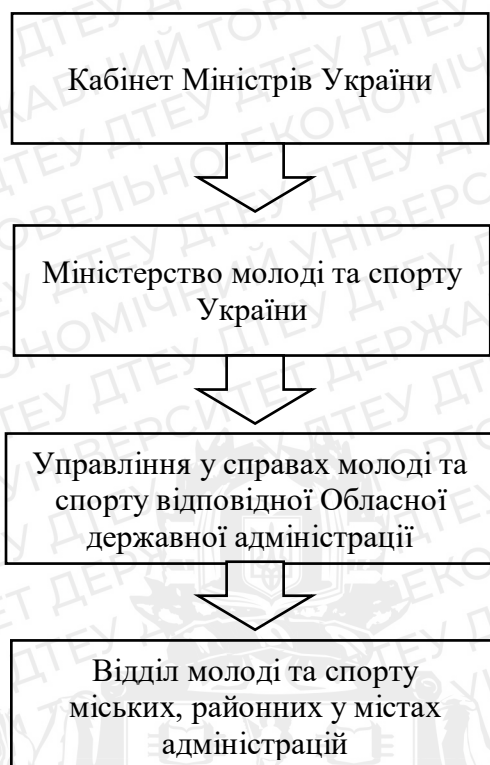 Кабінет Міністрів України
Міністерство молоді та спорту
України
Управління у справах молоді та
спорту відповідної Обласної
державної адміністрації
Відділ молоді та спорту
міських, районних у містах
адміністрацій